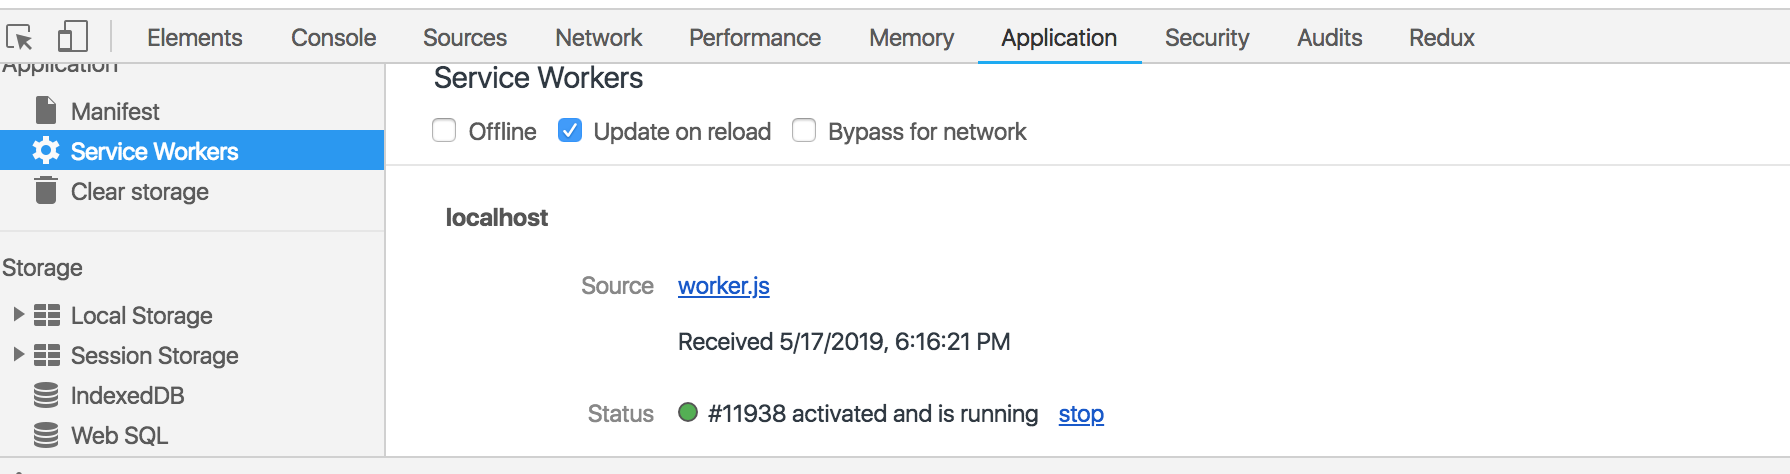 Elements Console Sources Network Performance Memory Application Security Audits Redux
Application
Manifest
Service Workers
Clear storage
Storage
Local Storage
Session Storage
IndexedDB
Web SQL
Service Workers
Offline Update on reload Bypass for network
localhost
Source worker.js
Received 5/17/2019, 6:16:21 PM
Status #11938 activated and is running stop